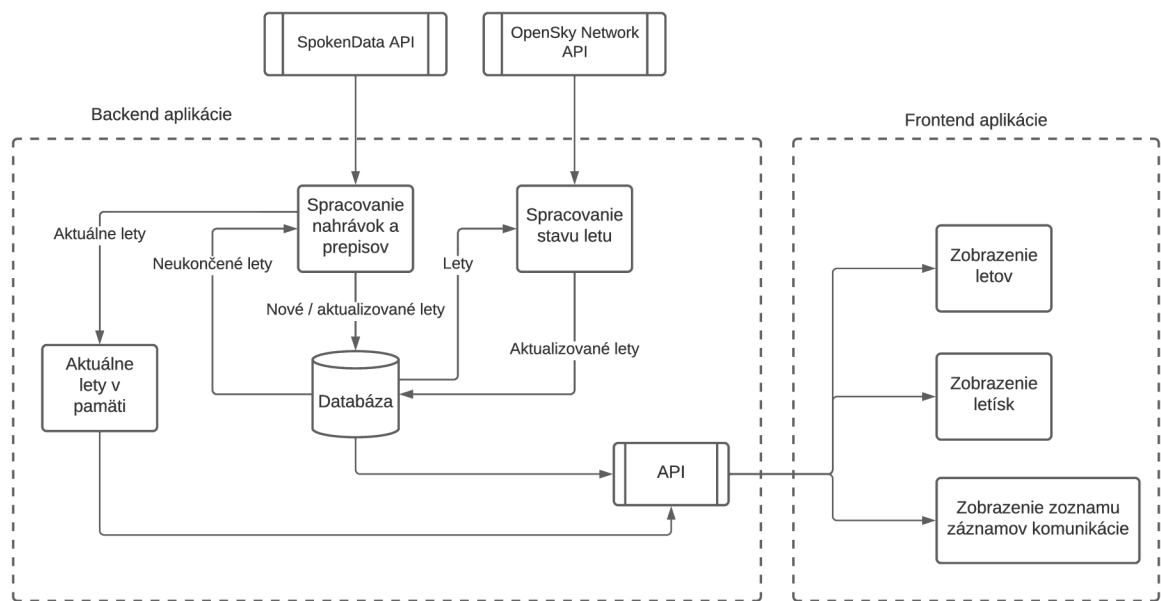 SpokenData API
OpenSky Network
API
Backend aplikácie
Frontend aplikácie
Spracovanie
nahrávok a
prepisov
Spracovanie
stavu letu
Aktuálne lety
Neukončené lety
Lety
Zobrazenie
letov
Nové / aktualizované lety
Aktualizované lety
Aktuálne
lety v
pamäti
Databáza
Zobrazenie
letísk
API
Zobrazenie zoznamu
záznamov komunikácie